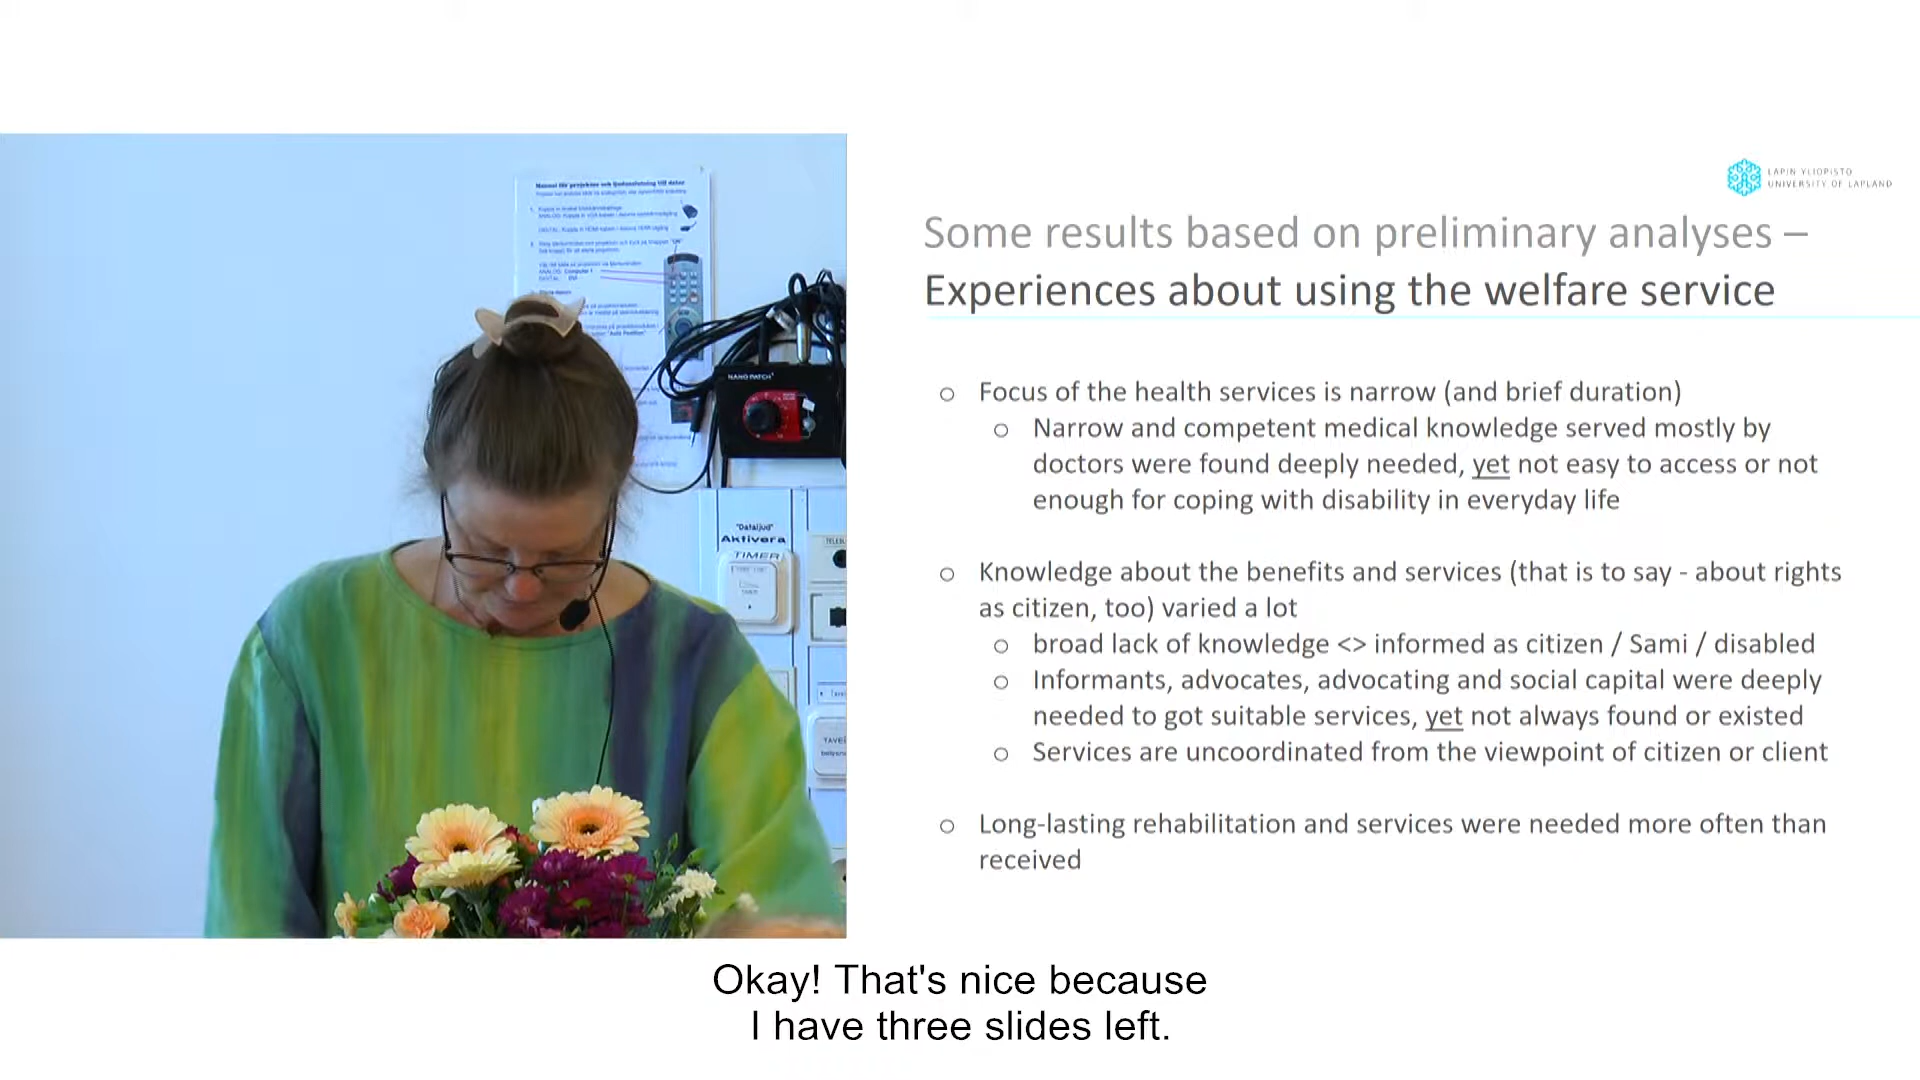 LAPIN YLIOPISTO
UNIVERSITY OF LAPLAND
Some results based on preliminary analyses –
Experiences about using the welfare service
○ Focus of the health services is narrow (and brief duration)
○ Narrow and competent medical knowledge served mostly by
doctors were found deeply needed, yet not easy to access or not
enough for coping with disability in everyday life
○ Knowledge about the benefits and services (that is to say - about rights
as citizen, too) varied a lot
○ broad lack of knowledge <> informed as citizen / Sami / disabled
○ Informants, advocates, advocating and social capital were deeply
needed to got suitable services, yet not always found or existed
○ Services are uncoordinated from the viewpoint of citizen or client
○ Long-lasting rehabilitation and services were needed more often than
received
Manual för projektor och ljudanslutning till dator
NANO PATCH+
"Dataljud"
Aktivera
TIMER
Okay! That's nice because
I have three slides left.